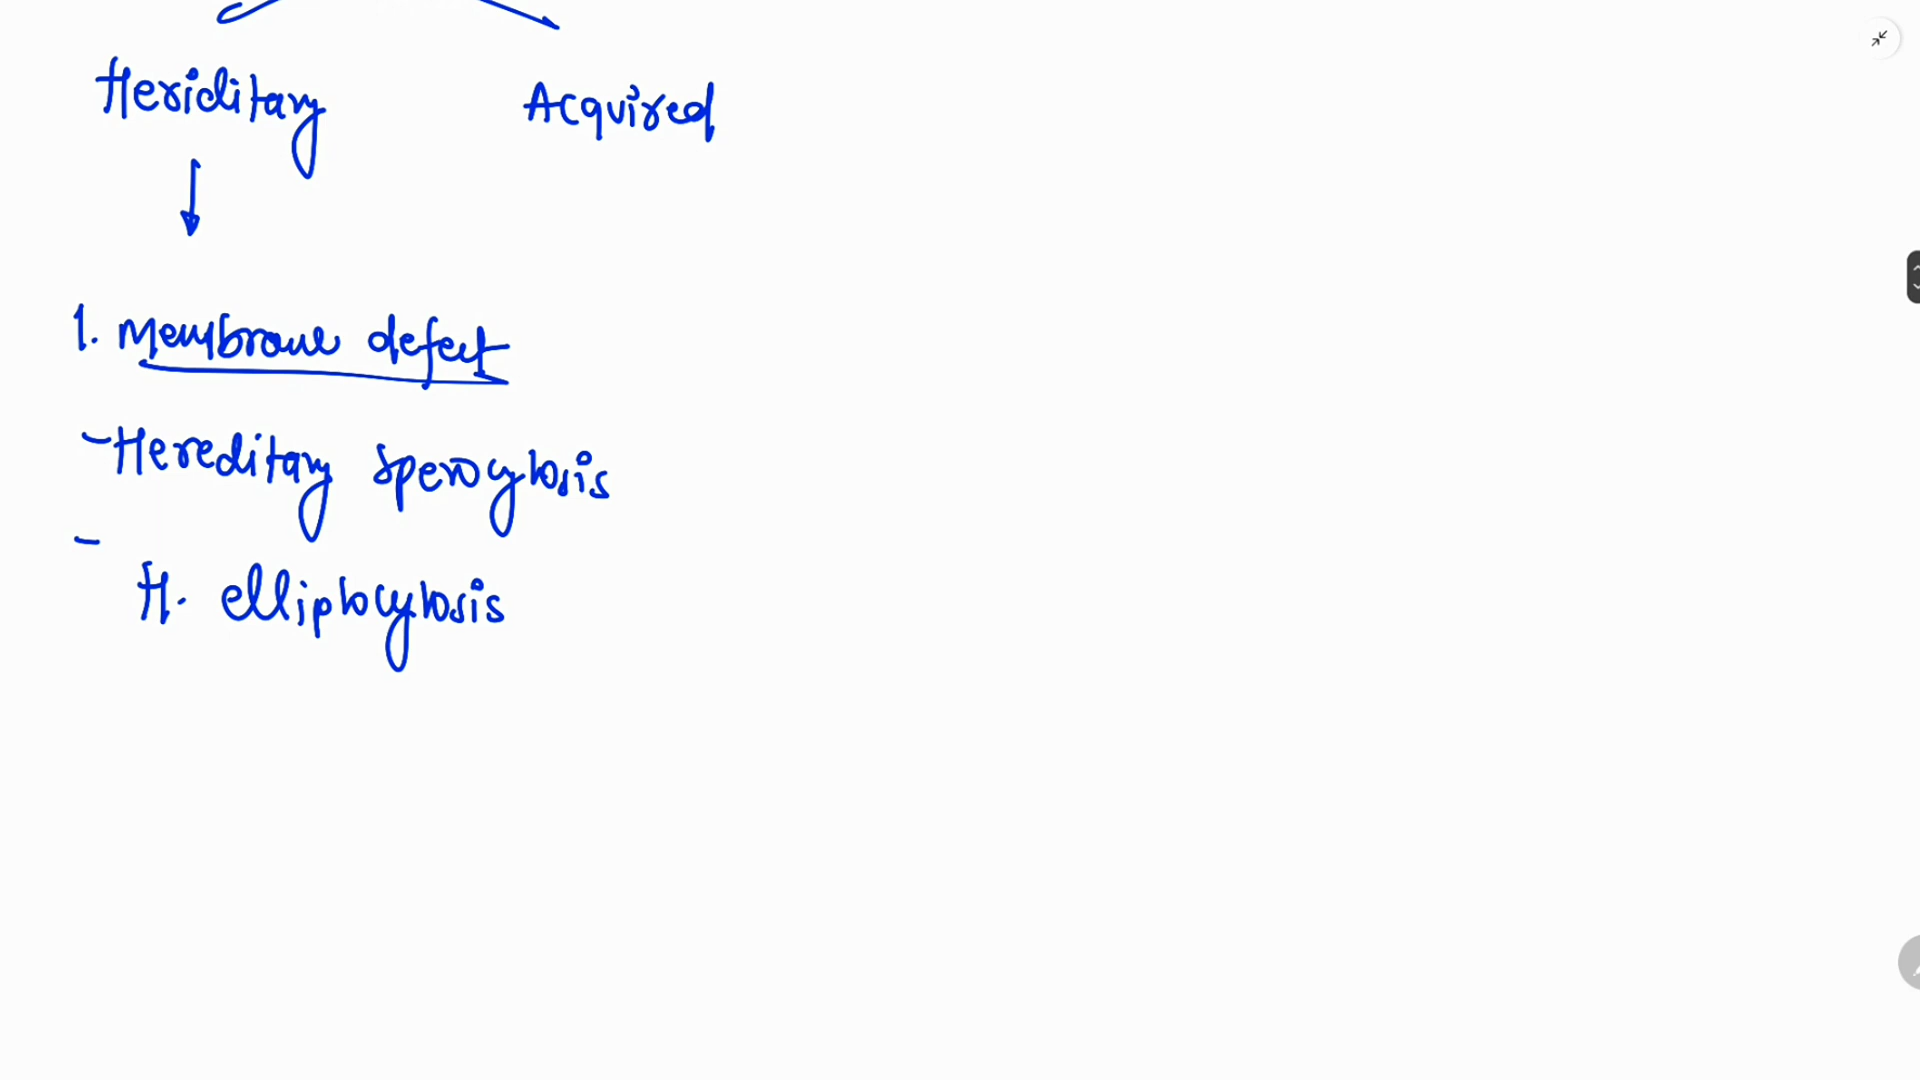 Heriditary Acquired
1. Membrane defect
- Hereditary sperocytosis
-
H. elliptocytosis